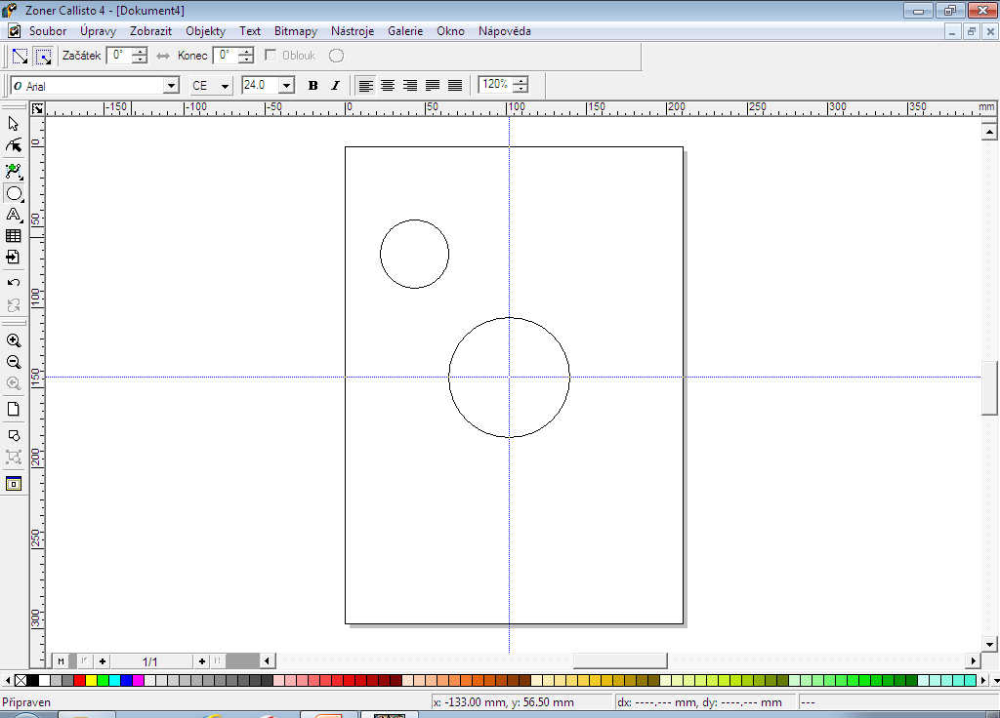 Zoner Callisto 4 - [Dokument4]
Soubor Úpravy Zobrazit Objekty Text Bitmapy Nástroje Galerie Okno Nápověda
Začátek 0° Konec 0° Oblouk
Arial CE 24.0 B I 120%
-150 -100 -50 0 50 100 150 200 250 300 350 mm
0
50
100
150
200
250
300
M 1/1
Připraven x: -133.00 mm, y: 56.50 mm dx: ----.--- mm, dy: ----.--- mm ---